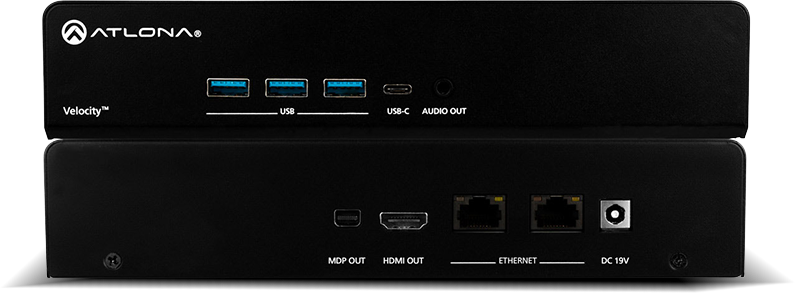 ATLONA®
Velocity™
USB
USB-C
AUDIO OUT
MDP OUT
HDMI OUT
ETHERNET
DC 19V